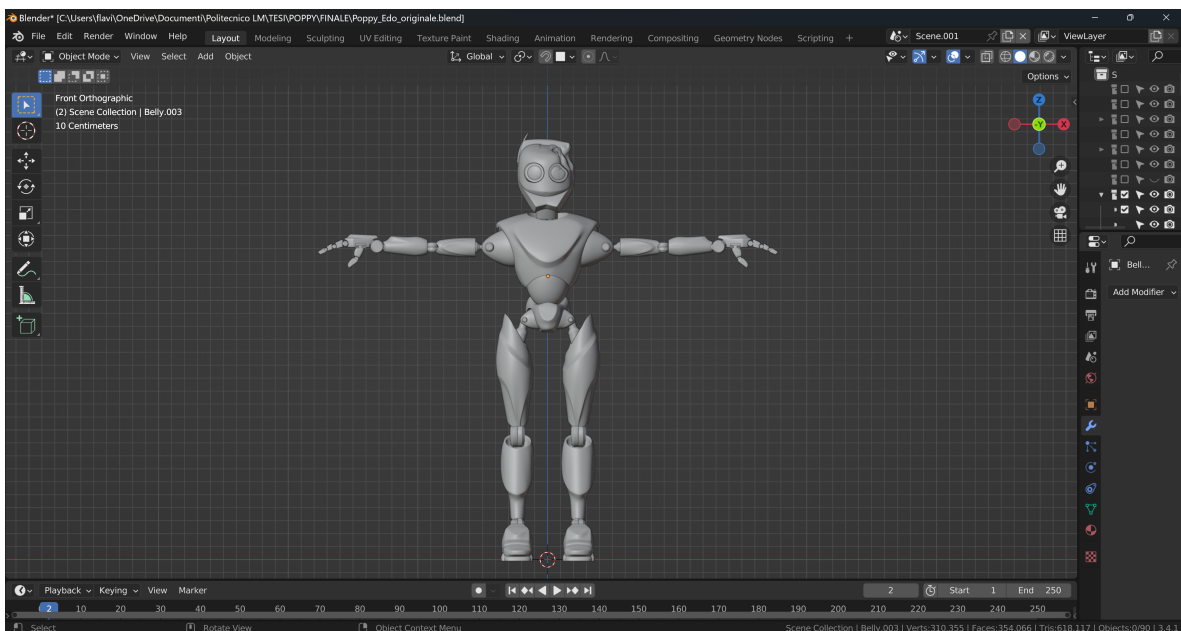 Blender* [C:\Users\flavi\OneDrive\Documenti\Politecnico LM\TESI\POPPY\FINALE\Poppy_Edo_originale.blend]
File Edit Render Window Help Layout Modeling Sculpting UV Editing Texture Paint Shading Animation Rendering Compositing Geometry Nodes Scripting + Scene.001 ViewLayer
Object Mode View Select Add Object Global
Options S
Front Orthographic
(2) Scene Collection | Belly.003
10 Centimeters
Z
-Y X
Bell...
Add Modifier
Playback Keying View Marker 2 Start 1 End 250
2 10 20 30 40 50 60 70 80 90 100 110 120 130 140 150 160 170 180 190 200 210 220 230 240 250
Select Rotate View Object Context Menu Scene Collection | Belly.003 | Verts:310.355 | Faces:354.066 | Tris:618.117 | Objects:0/90 | 3.4.1